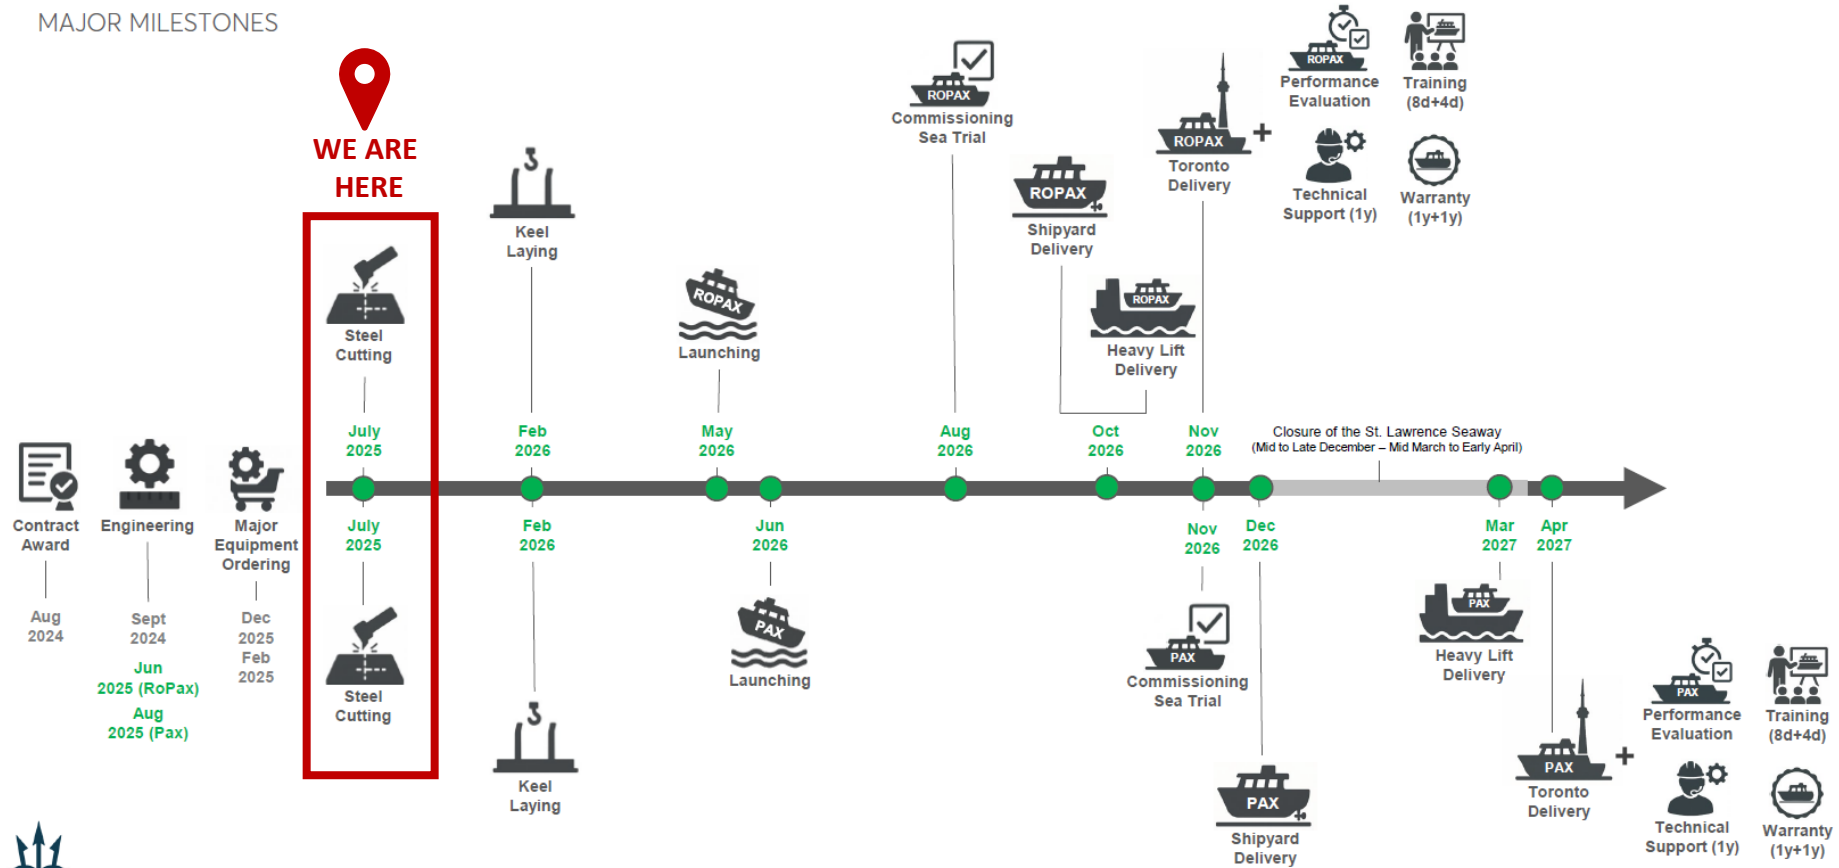 MAJOR MILESTONES
WE ARE
HERE
Steel
Cutting
July
2025
Keel
Laying
Feb
2026
ROPAX
Launching
May
2026
ROPAX
Commissioning
Sea Trial
Aug
2026
ROPAX
Shipyard
Delivery
ROPAX
Heavy Lift
Delivery
Oct
2026
ROPAX
+
Toronto
Delivery
Nov
2026
ROPAX
Performance
Evaluation
Training
(8d+4d)
Technical
Support (1y)
Warranty
(1y+1y)
Closure of the St. Lawrence Seaway
(Mid to Late December – Mid March to Early April)
Contract
Award
Aug
2024
Engineering
Sept
2024
Jun
2025 (RoPax)
Aug
2025 (Pax)
Major
Equipment
Ordering
Dec
2025
Feb
2025
July
2025
Steel
Cutting
Feb
2026
Keel
Laying
Jun
2026
PAX
Launching
Nov
2026
PAX
Commissioning
Sea Trial
Dec
2026
PAX
Shipyard
Delivery
Mar
2027
PAX
Heavy Lift
Delivery
Apr
2027
PAX
+
Toronto
Delivery
PAX
Performance
Evaluation
Training
(8d+4d)
Technical
Support (1y)
Warranty
(1y+1y)